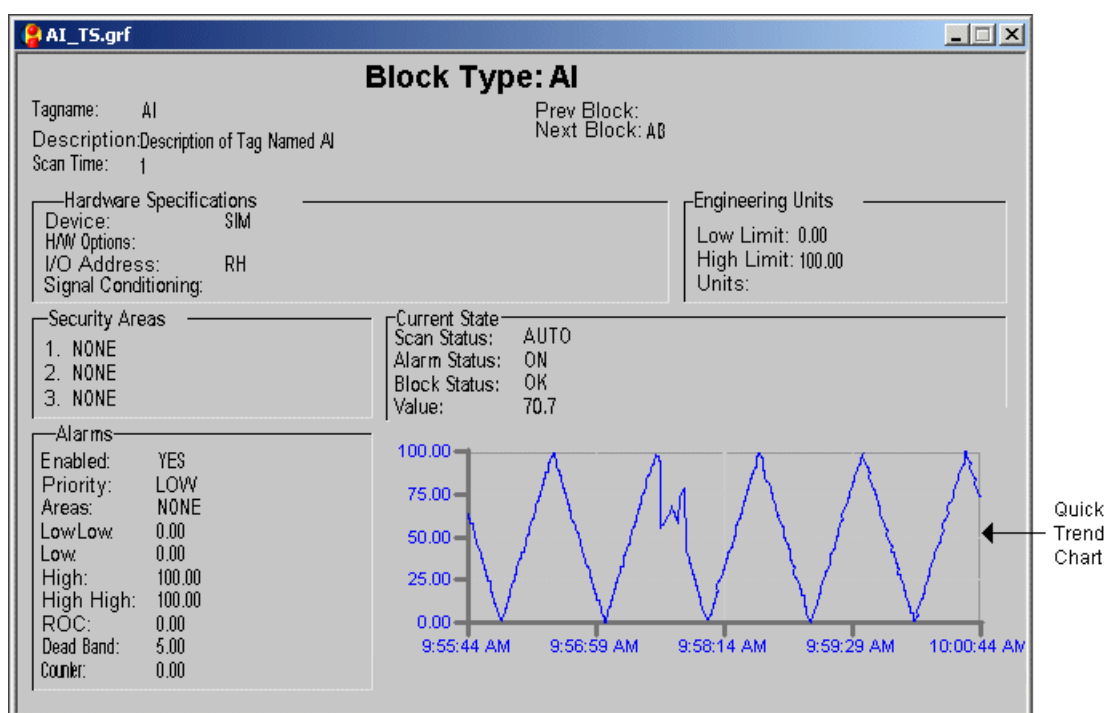 AI_TS.grf
Block Type: AI
Tagname: AI
Prev Block:
Next Block: AB
Description: Description of Tag Named AI
Scan Time: 1
Hardware Specifications
Device: SIM
H/W Options:
I/O Address: RH
Signal Conditioning:
Engineering Units
Low Limit: 0.00
High Limit: 100.00
Units:
Security Areas
1. NONE
2. NONE
3. NONE
Current State
Scan Status: AUTO
Alarm Status: ON
Block Status: OK
Value: 70.7
Alarms
Enabled: YES
Priority: LOW
Areas: NONE
LowLow: 0.00
Low: 0.00
High: 100.00
High High: 100.00
ROC: 0.00
Dead Band: 5.00
Counter: 0.00
100.00
75.00
50.00
25.00
0.00
9:55:44 AM 9:56:59 AM 9:58:14 AM 9:59:29 AM 10:00:44 AM
Quick
Trend
Chart